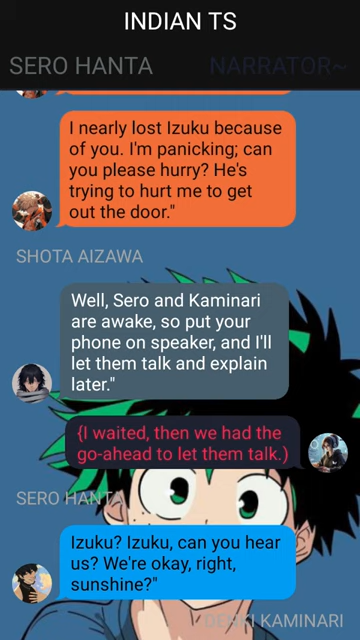 INDIAN TS
SERO HANTA
NARRATOR~
I nearly lost Izuku because
of you. I'm panicking; can
you please hurry? He's
trying to hurt me to get
out the door."
SHOTA AIZAWA
Well, Sero and Kaminari
are awake, so put your
phone on speaker, and I'll
let them talk and explain
later."
{I waited, then we had the
go-ahead to let them talk.)
SERO HANTA
Izuku? Izuku, can you hear
us? We're okay, right,
sunshine?"
DENKI KAMINARI